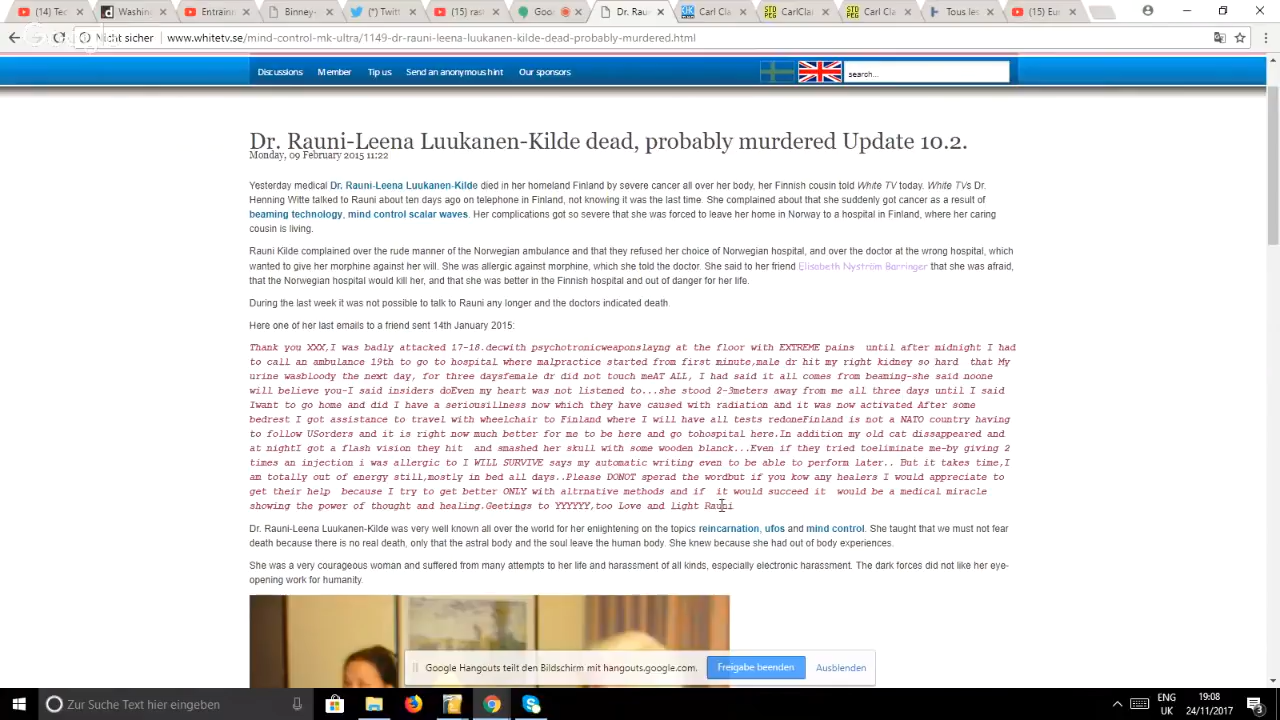 (14) Tec
Washin
Entrain
Binney-
(Twitt
(15) ras
Google
Dr. Rau
Carl Cla
CarlClar
Carl Cle
Tous les
(15) Euc
Nicht sicher
www.whitetv.se/mind-control-mk-ultra/1149-dr-rauni-leena-luukanen-kilde-dead-probably-murdered.html
Discussions Member Tip us Send an anonymous hint Our sponsors search...
Dr. Rauni-Leena Luukanen-Kilde dead, probably murdered Update 10.2.
Monday, 09 February 2015 11:22
Yesterday medical Dr. Rauni-Leena Luukanen-Kilde died in her homeland Finland by severe cancer all over her body, her Finnish cousin told White TV today. White TVs Dr.
Henning Witte talked to Rauni about ten days ago on telephone in Finland, not knowing it was the last time. She complained about that she suddenly got cancer as a result of
beaming technology, mind control scalar waves. Her complications got so severe that she was forced to leave her home in Norway to a hospital in Finland, where her caring
cousin is living.
Rauni Kilde complained over the rude manner of the Norwegian ambulance and that they refused her choice of Norwegian hospital, and over the doctor at the wrong hospital, which
wanted to give her morphine against her will. She was allergic against morphine, which she told the doctor. She said to her friend Elisabeth Nyström Barringer that she was afraid,
that the Norwegian hospital would kill her, and that she was better in the Finnish hospital and out of danger for her life.
During the last week it was not possible to talk to Rauni any longer and the doctors indicated death.
Here one of her last emails to a friend sent 14th January 2015:
Thank you XXX,I was badly attacked 17-18.decwith psychotronicweaponslayng at the floor with EXTREME pains until after midnight I had
to call an ambulance 19th to go to hospital where malpractice started from first minute,male dr hit my right kidney so hard that My
urine wasbloody the next day, for three daysfemale dr did not touch meAT ALL, I had said it all comes from beaming-she said noone
will believe you-I said insiders doEven my heart was not listened to...she stood 2-3meters away from me all three days until I said
Iwant to go home and did I have a seriousillness now which they have caused with radiation and it was now activated After some
bedrest I got assistance to travel with wheelchair to Finland where I will have all tests redoneFinland is not a NATO country having
to follow USorders and it is right now much better for me to be here and go tohospital here.In addition my old cat dissappeared and
at nightI got a flash vision they hit and smashed her skull with some wooden blanck...Even if they tried toeliminate me-by giving 2
times an injection i was allergic to I WILL SURVIVE says my automatic writing even to be able to perform later.. But it takes time,I
am totally out of energy still,mostly in bed all days..Please DONOT sperad the wordbut if you kow any healers I would appreciate to
get their help because I try to get better ONLY with altrnative methods and if it would succeed it would be a medical miracle
showing the power of thought and healing.Geetings to YYYYYY,too Love and light Rauni
Dr. Rauni-Leena Luukanen-Kilde was very well known all over the world for her enlightening on the topics reincarnation, ufos and mind control. She taught that we must not fear
death because there is no real death, only that the astral body and the soul leave the human body. She knew because she had out of body experiences.
She was a very courageous woman and suffered from many attempts to her life and harassment of all kinds, especially electronic harassment. The dark forces did not like her eye-
opening work for humanity.
Google Hangouts teilt den Bildschirm mit hangouts.google.com. Freigabe beenden Ausblenden
Zur Suche Text hier eingeben
ENG 19:08
UK 24/11/2017
3